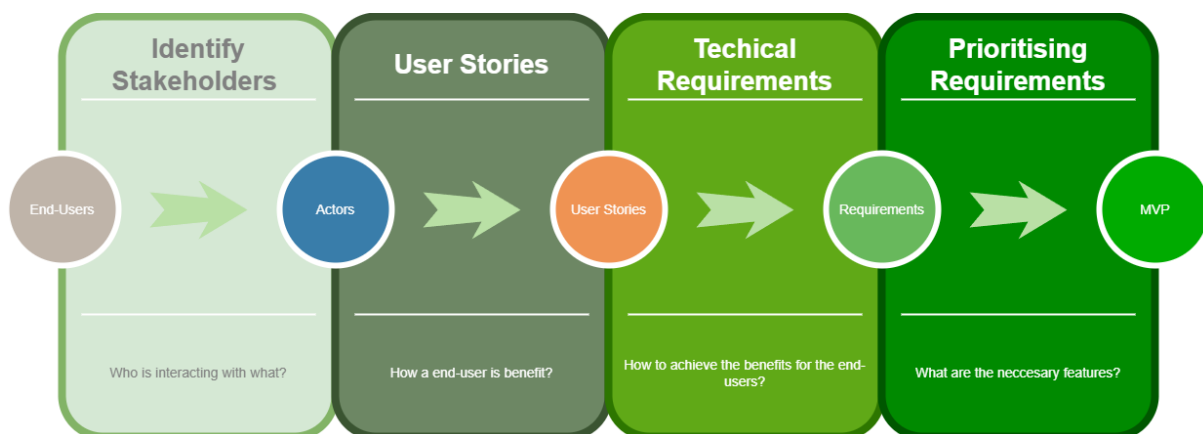 Identify
Stakeholders
User Stories
Techical
Requirements
Prioritising
Requirements
End-Users
Actors
User Stories
Requirements
MVP
Who is interacting with what?
How a end-user is benefit?
How to achieve the benefits for the end-
users?
What are the neccesary features?